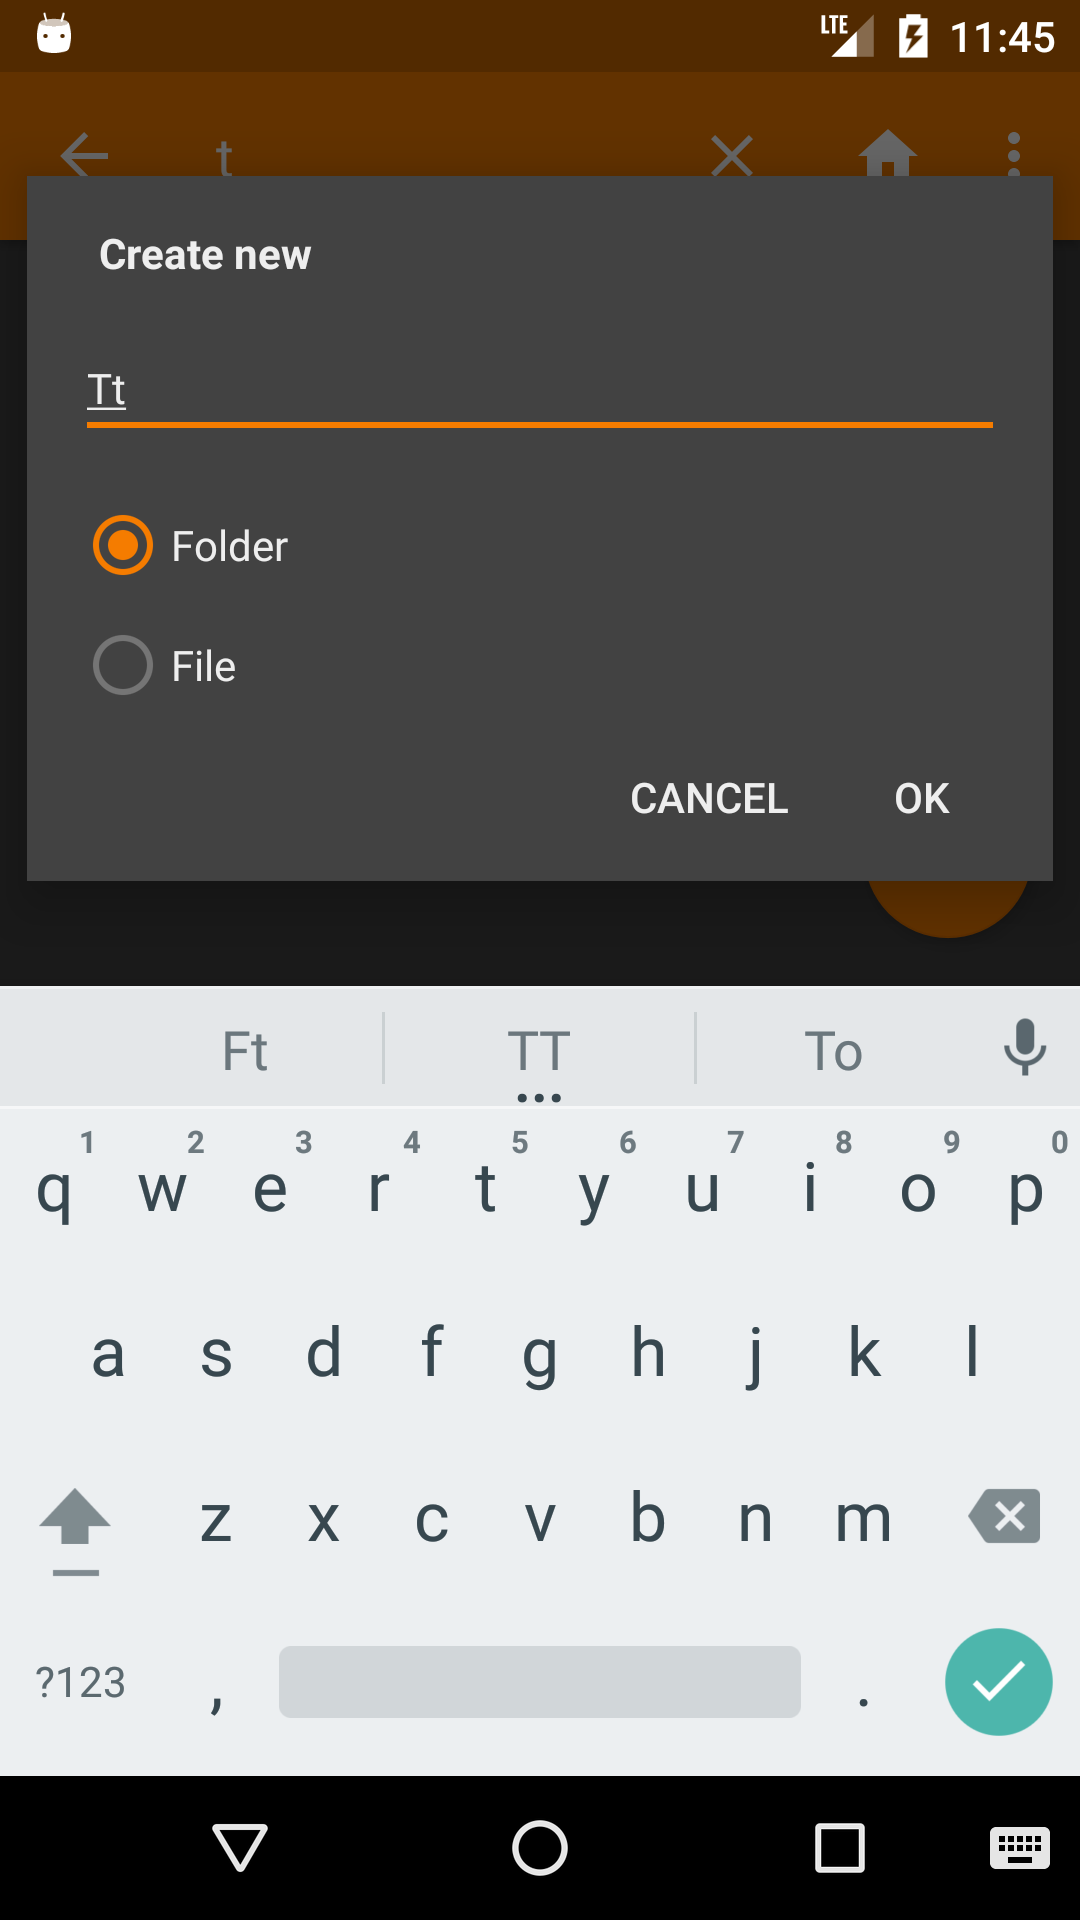 LTE 11:45
t
Create new
Tt
Folder
File
CANCEL OK
Ft TT To
1 2 3 4 5 6 7 8 9 0
q w e r t y u i o p
a s d f g h j k l
z x c v b n m
?123 , .